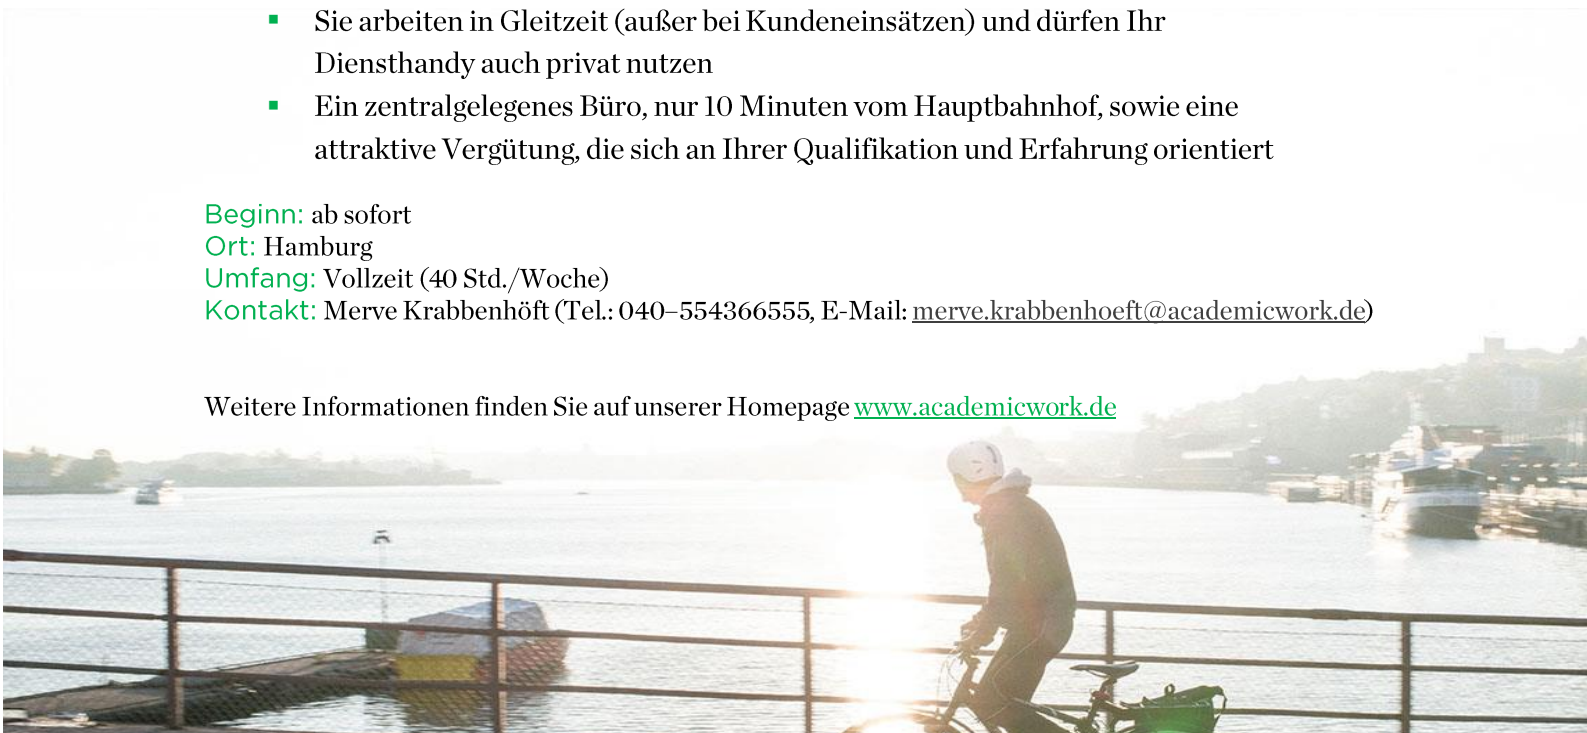 ▪ Sie arbeiten in Gleitzeit (außer bei Kundeneinsätzen) und dürfen Ihr
Diensthandy auch privat nutzen
▪ Ein zentralgelegenes Büro, nur 10 Minuten vom Hauptbahnhof, sowie eine
attraktive Vergütung, die sich an Ihrer Qualifikation und Erfahrung orientiert
Beginn: ab sofort
Ort: Hamburg
Umfang: Vollzeit (40 Std./Woche)
Kontakt: Merve Krabbenhöft (Tel.: 040–554366555, E-Mail: merve.krabbenhoeft@academicwork.de)
Weitere Informationen finden Sie auf unserer Homepage www.academicwork.de